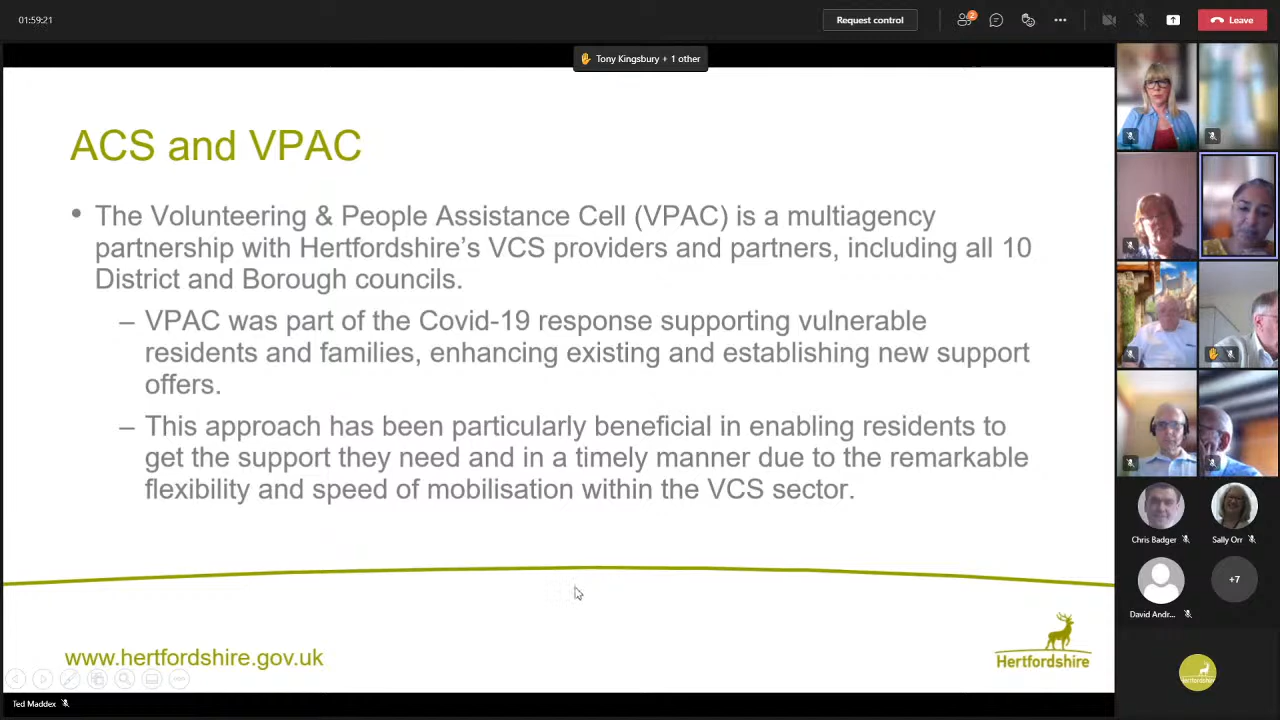 01:59:21
Request control
2
Leave
Tony Kingsbury + 1 other
ACS and VPAC
• The Volunteering & People Assistance Cell (VPAC) is a multiagency
partnership with Hertfordshire's VCS providers and partners, including all 10
District and Borough councils.
– VPAC was part of the Covid-19 response supporting vulnerable
residents and families, enhancing existing and establishing new support
offers.
– This approach has been particularly beneficial in enabling residents to
get the support they need and in a timely manner due to the remarkable
flexibility and speed of mobilisation within the VCS sector.
www.hertfordshire.gov.uk
Hertfordshire
Chris Badger
Sally Orr
David Andr...
+7
Hertfordshire
Ted Maddex